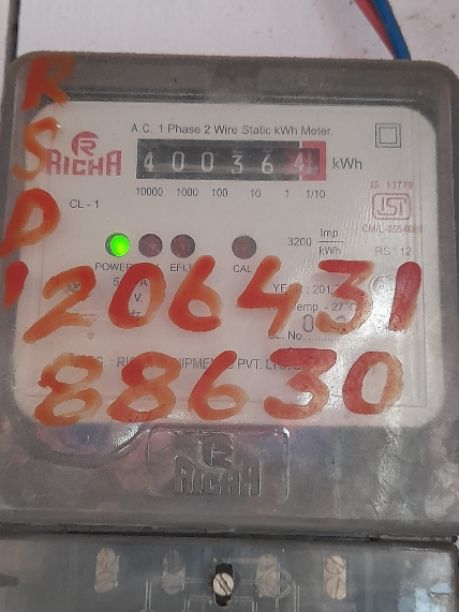 RSD
A.C. 1 Phase 2 Wire Static kWh Meter.
RICHA
400364 kWh
10000 1000 100 10 1 1/10
CL - 1
IS: 13779
ISI
3200 Imp/kWh
RS : 12
POWER CAL
206431
88630
RICHA